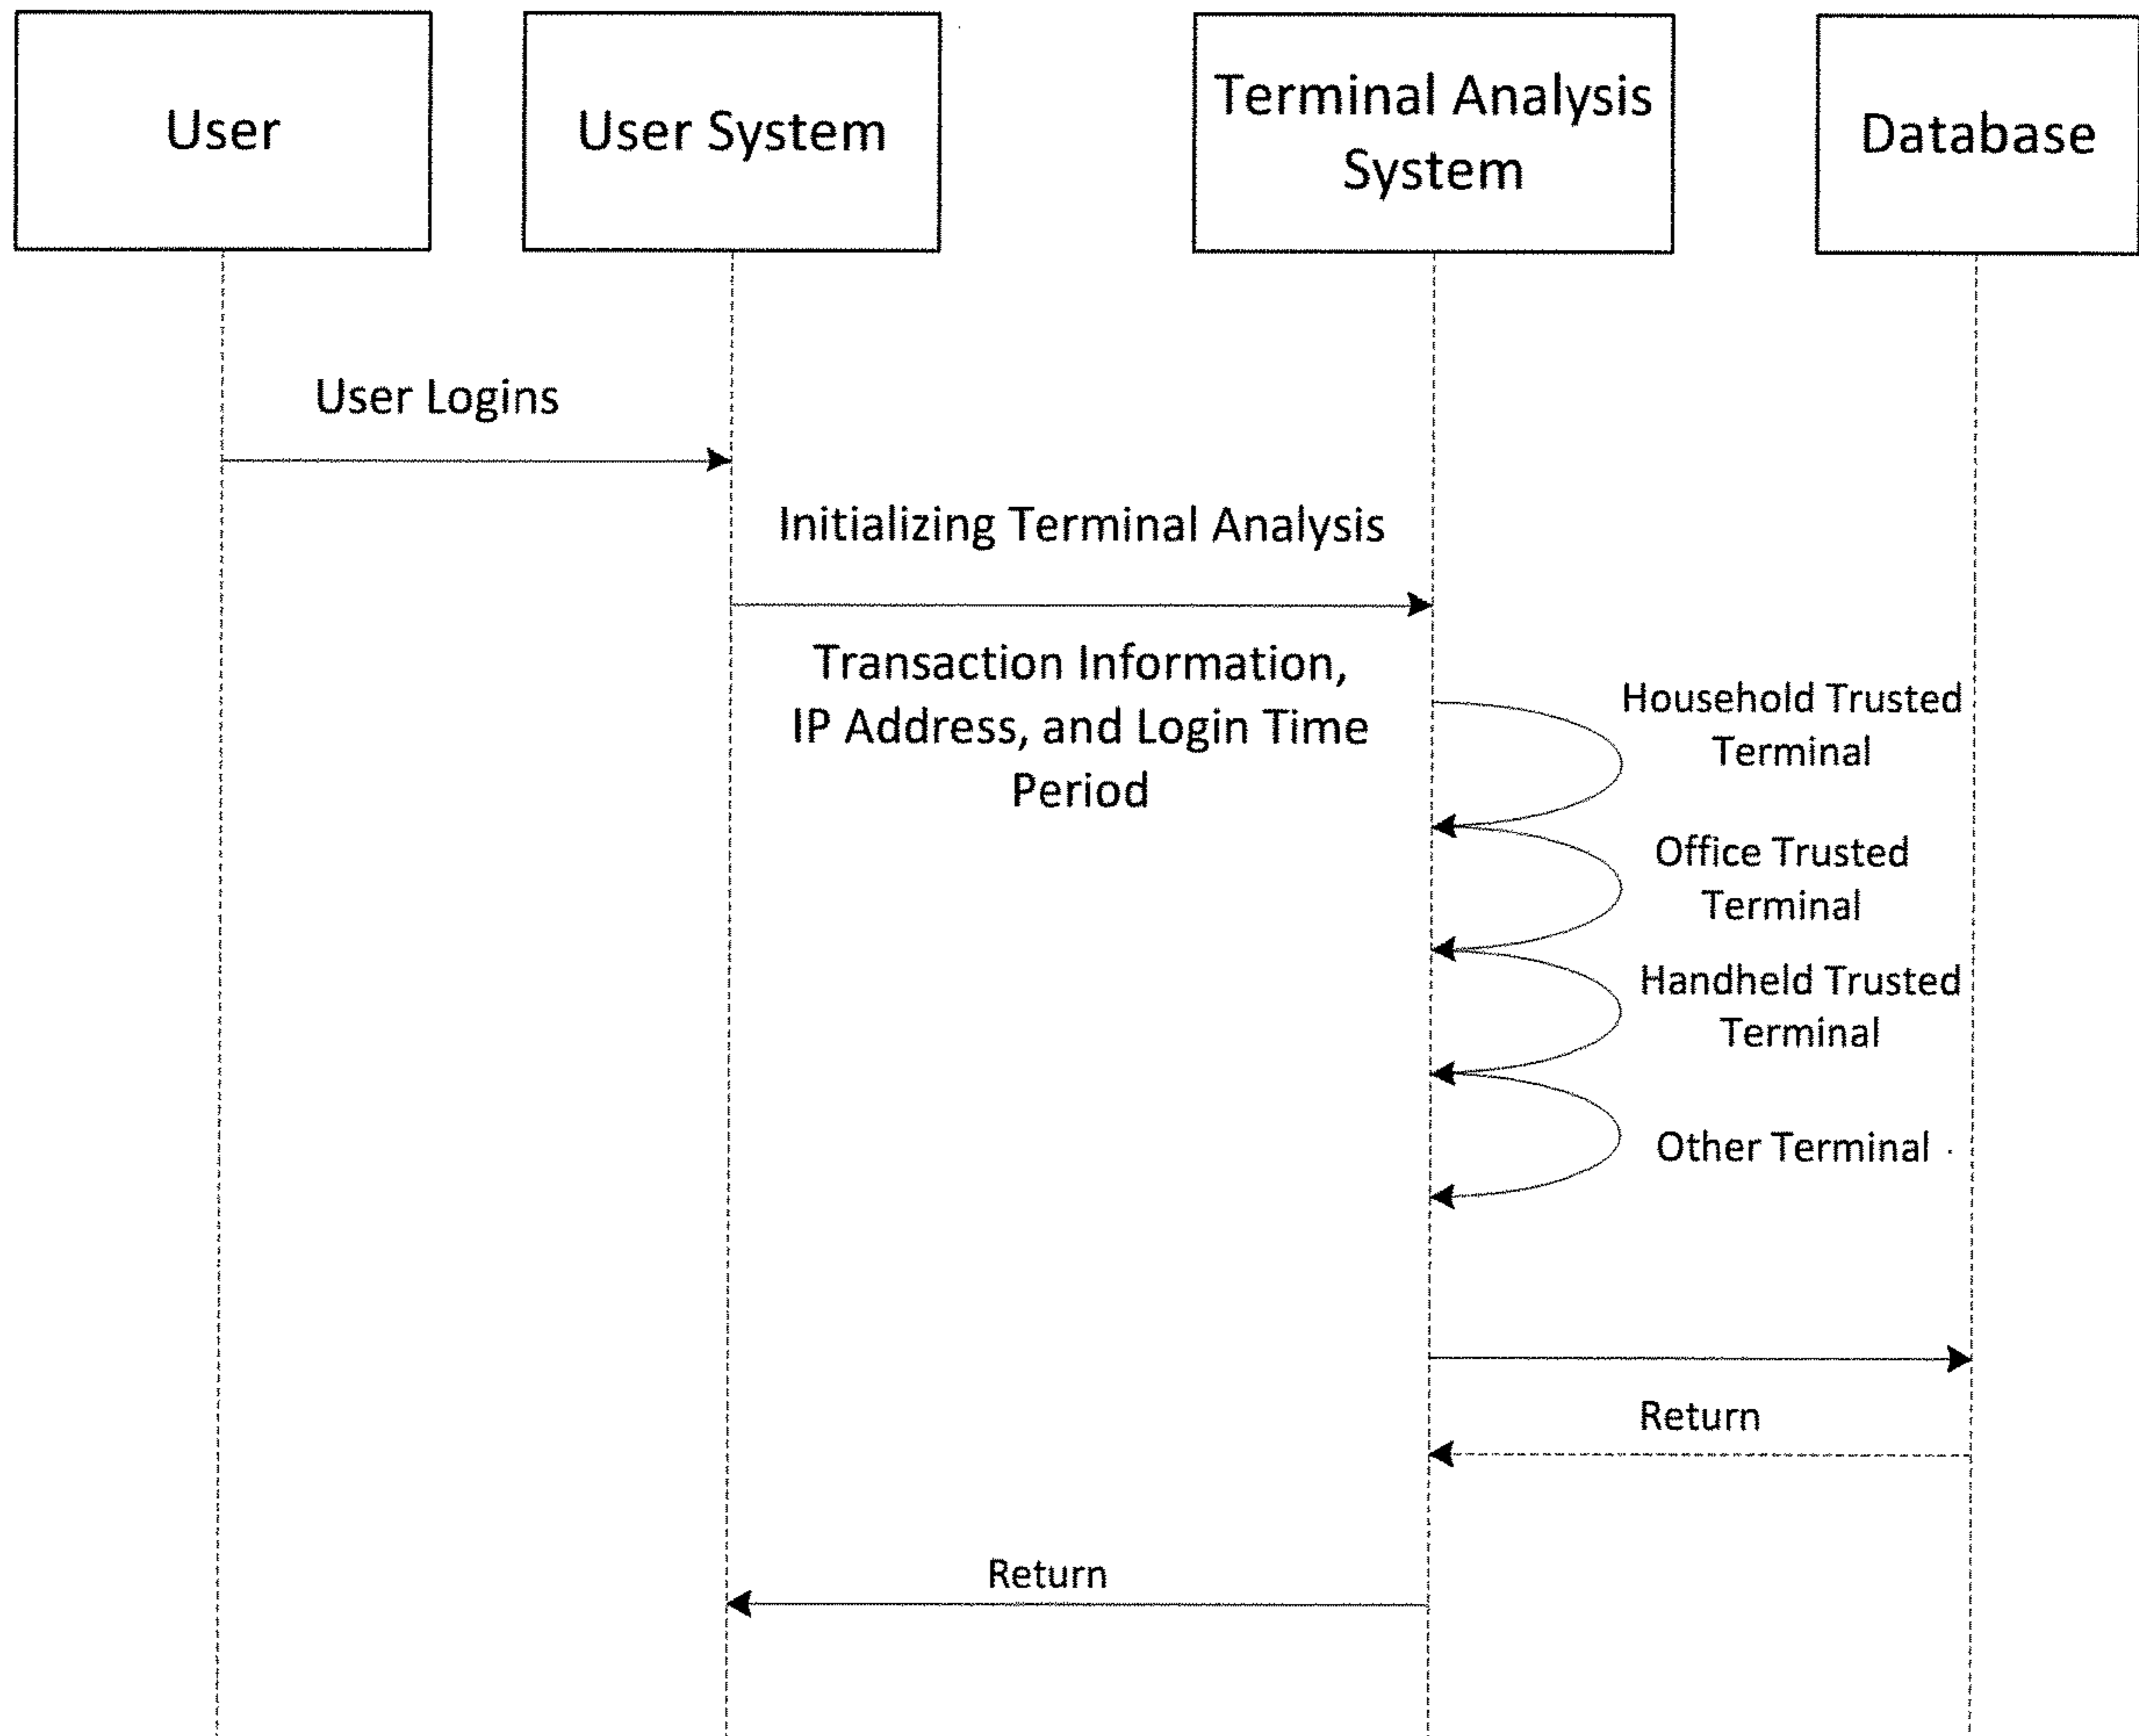 User
User System
Terminal Analysis
System
Database
User Logins
Initializing Terminal Analysis
Transaction Information,
IP Address, and Login Time
Period
Household Trusted
Terminal
Office Trusted
Terminal
Handheld Trusted
Terminal
Other Terminal
Return
Return